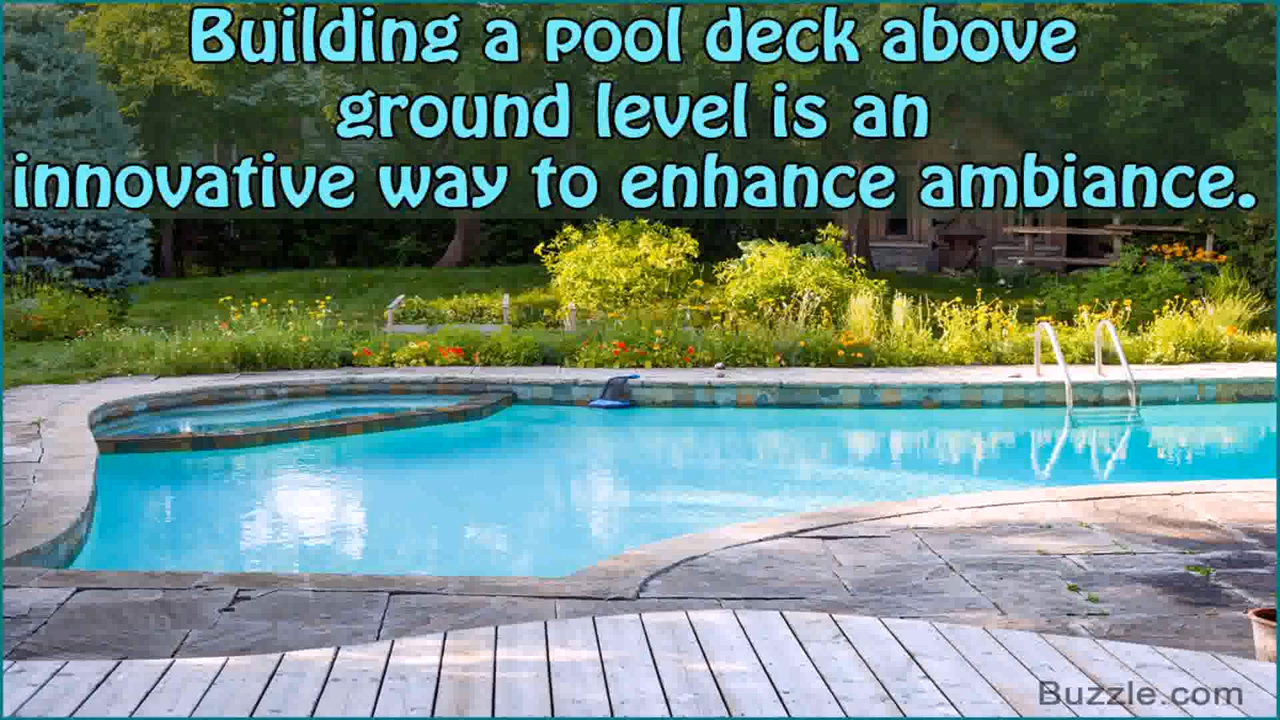 Building a pool deck above
ground level is an
innovative way to enhance ambiance.
Buzzle.com